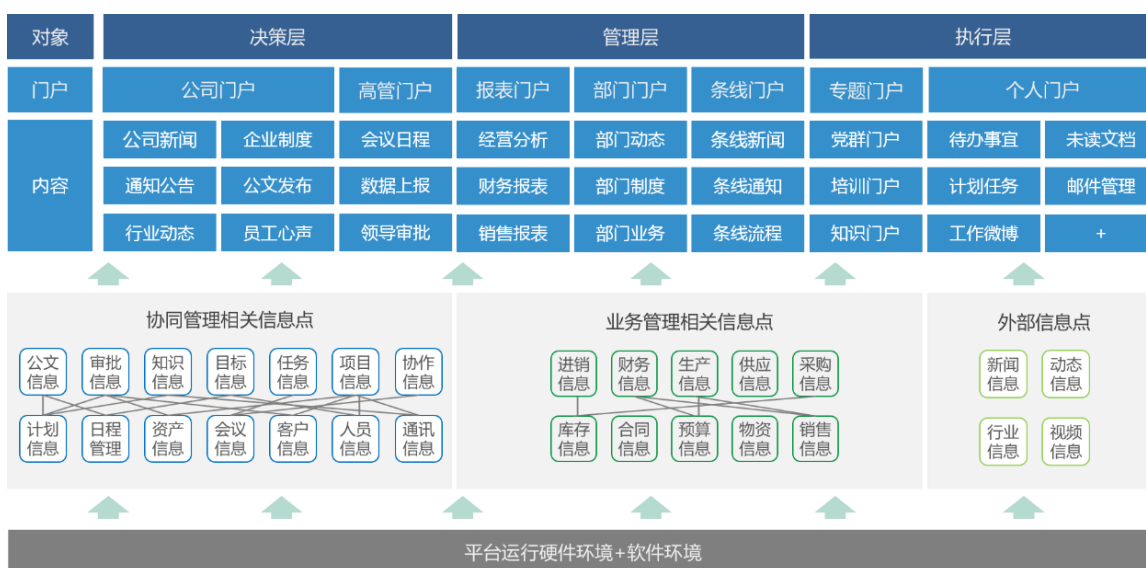 对象 决策层 管理层 执行层
门户 公司门户 高管门户 报表门户 部门门户 条线门户 专题门户 个人门户
内容
公司新闻 企业制度 会议日程 经营分析 部门动态 条线新闻 党群门户 待办事宜 未读文档
通知公告 公文发布 数据上报 财务报表 部门制度 条线通知 培训门户 计划任务 邮件管理
行业动态 员工心声 领导审批 销售报表 部门业务 条线流程 知识门户 工作微博 +
协同管理相关信息点
公文 审批 知识 目标 任务 项目 协作
信息 信息 信息 信息 信息 信息 信息
计划 日程 资产 会议 客户 人员 通讯
信息 管理 信息 信息 信息 信息 信息
业务管理相关信息点
进销 财务 生产 供应 采购
信息 信息 信息 信息 信息
库存 合同 预算 物资 销售
信息 信息 信息 信息 信息
外部信息点
新闻 动态
信息 信息
行业 视频
信息 信息
平台运行硬件环境+软件环境